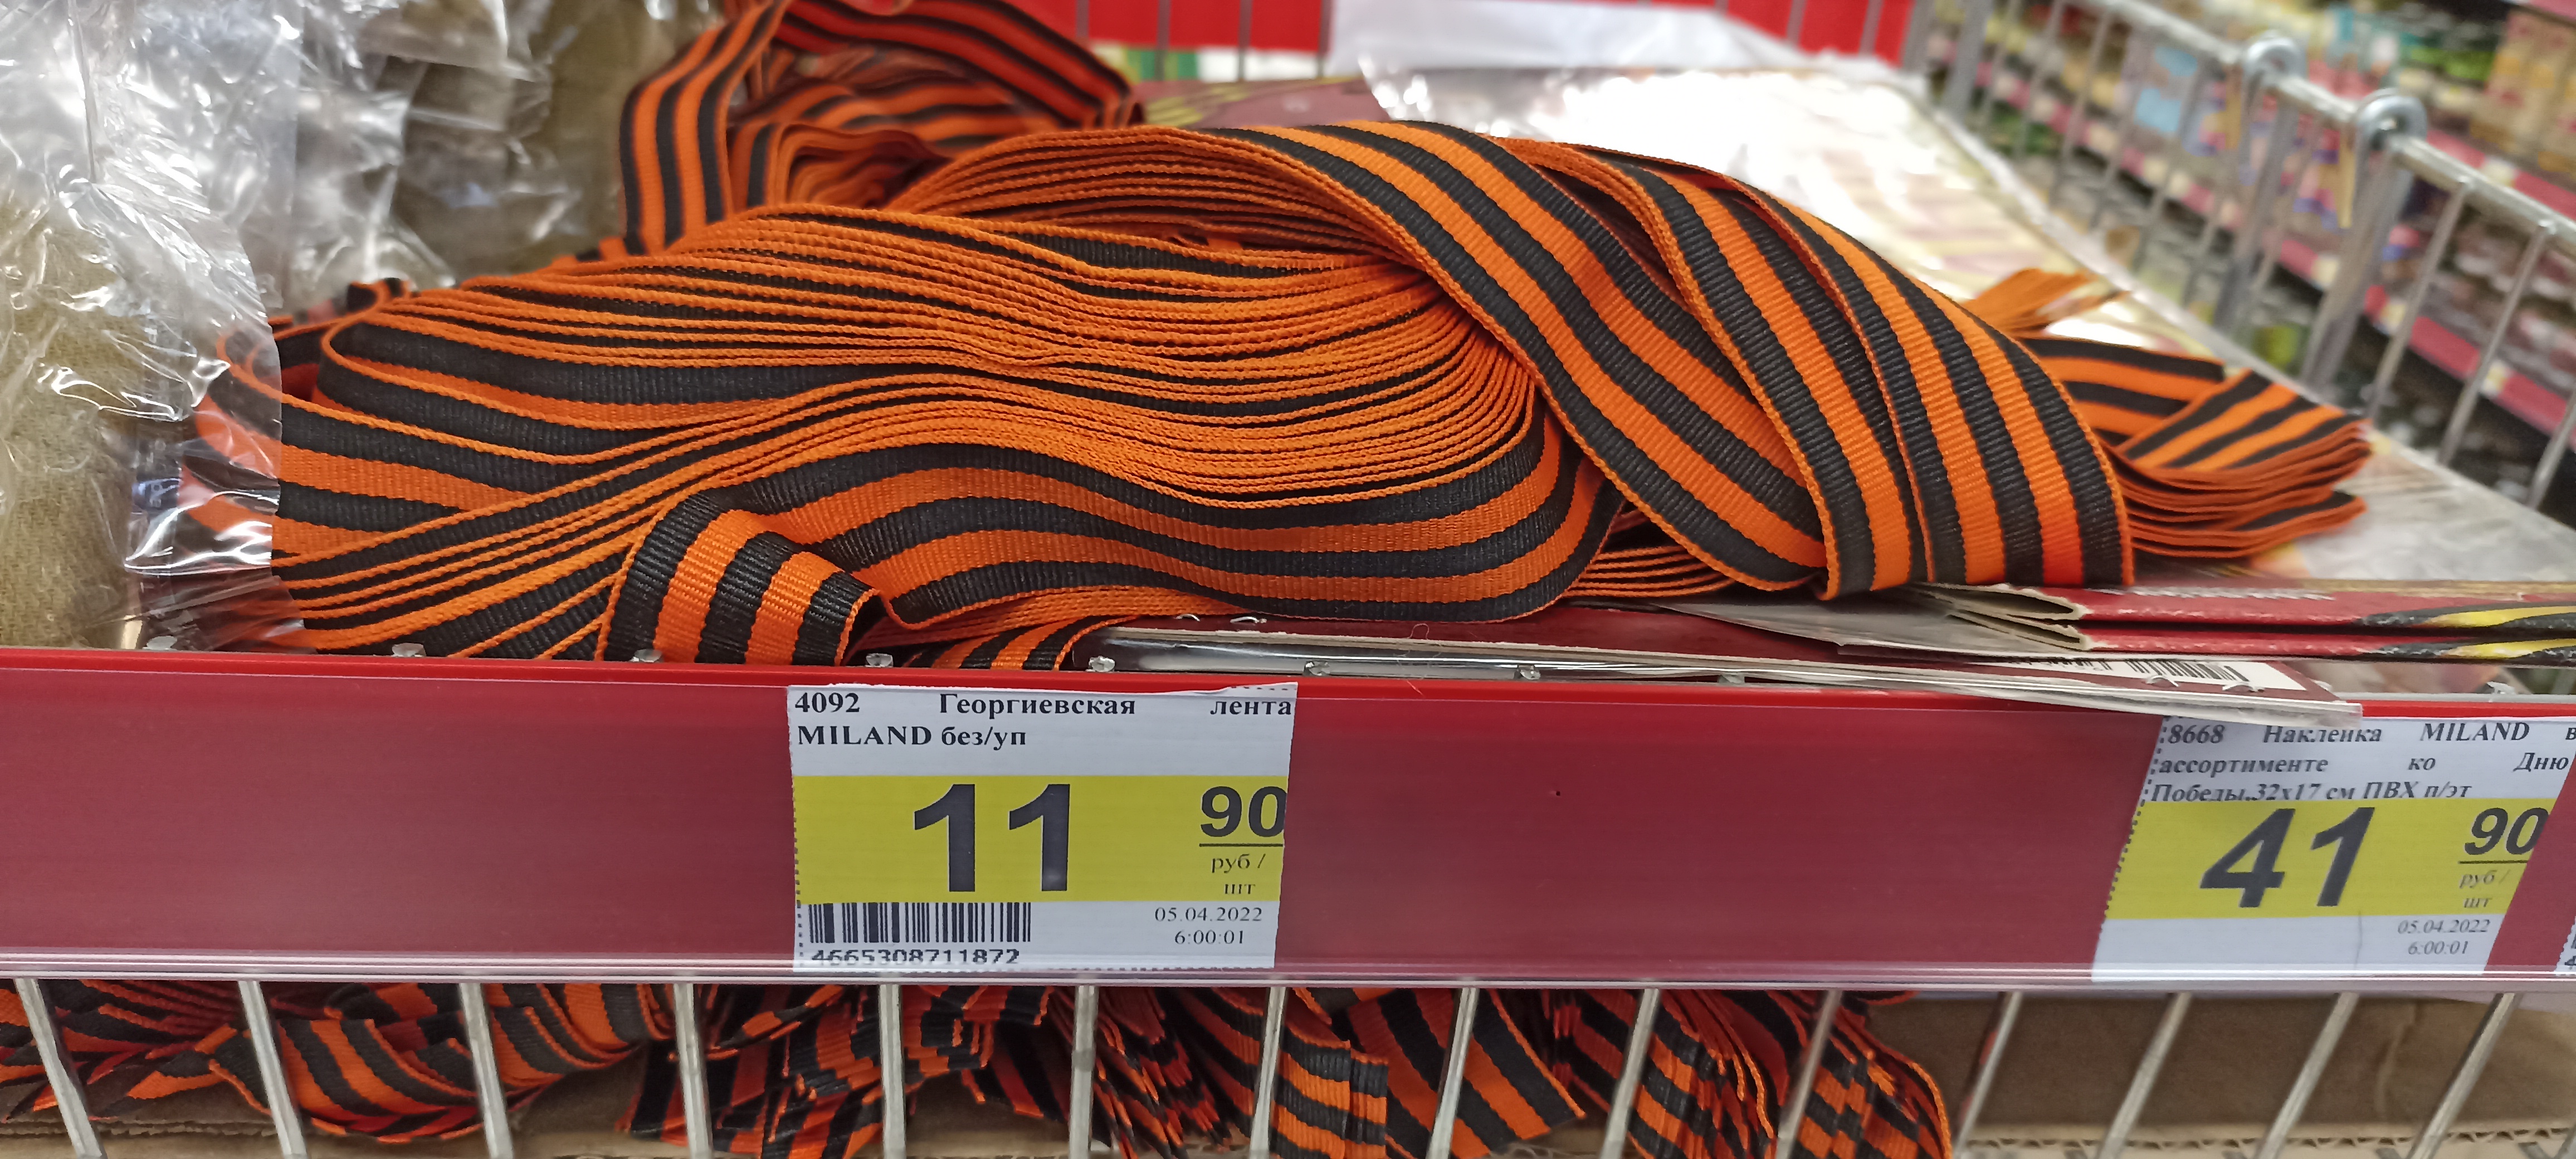 4092 Георгиевская лента
MILAND без/уп
11 90
руб /
шт
05.04.2022
6:00:01
4665308711872
8668 Наклейка MILAND в
ассортименте ко Дню
Победы,32х17 см ПВХ п/эт
41 90
руб /
шт
05.04.2022
6:00:01